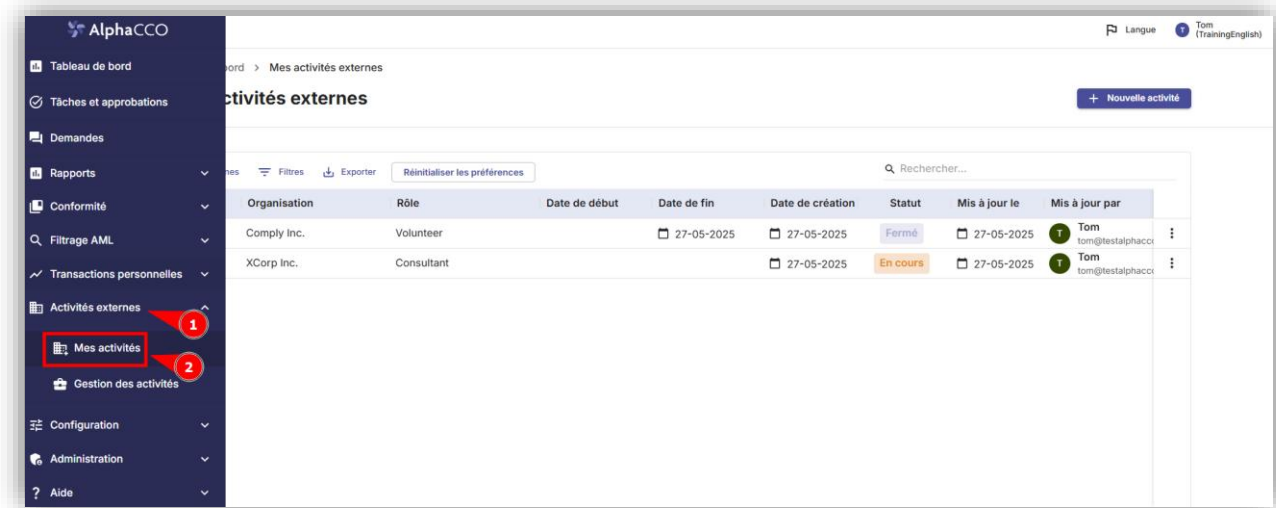 AlphaCCO
Langue
T
Tom
(TrainingEnglish)
Tableau de bord
Tâches et approbations
Demandes
Rapports
Conformité
Filtrage AML
Transactions personnelles
Activités externes
1
Mes activités
2
Gestion des activités
Configuration
Administration
? Aide
> Mes activités externes
externes
+ Nouvelle activité
Filtres Exporter Réinitialiser les préférences Rechercher...
Organisation Rôle Date de début Date de fin Date de création Statut Mis à jour le Mis à jour par
Comply Inc. Volunteer 27-05-2025 27-05-2025 Fermé 27-05-2025 T Tom
XCorp Inc. Consultant 27-05-2025 En cours 27-05-2025 T Tom